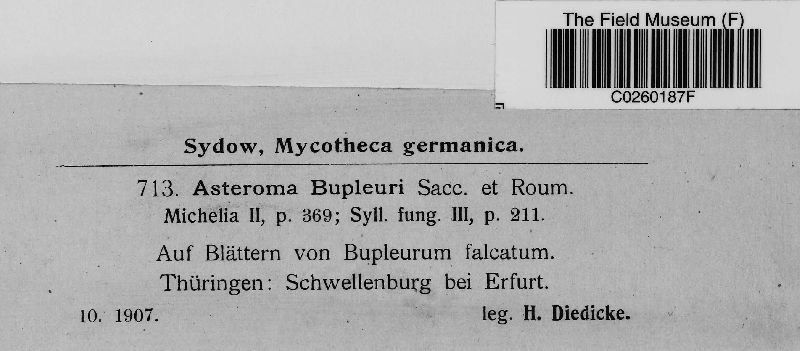 The Field Museum (F)
C0260187F
Sydow, Mycotheca germanica.
713. Asteroma Bupleuri Sacc. et Roum.
Michelia II, p. 369; Syll. fung. III, p. 211.
Auf Blättern von Bupleurum falcatum.
Thüringen: Schwellenburg bei Erfurt.
10. 1907. leg. H. Diedicke.